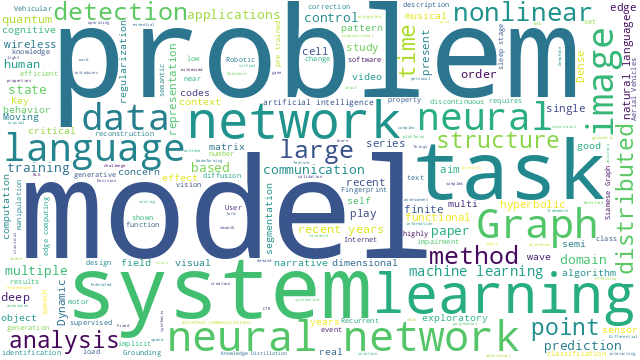 problem
model
task
system
learning
network
neural
neural network
language
data
image
nonlinear
detection
Graph
structure
large
method
analysis
time
point
distributed
applications
control
quantum
cognitive
wireless
human
state
Key
behavior
Moving
critical
training
computation
multiple
deep
object
generation
Dynamic
regularization
representation
context
codes
matrix
based
concern
vision
effect
diffusion
segmentation
communication
recent
recent years
self
play
series
finite
functional
hyperbolic
multi
highly
paper
wave
semi
domain
machine learning
algorithm
exploratory
prediction
sensor
classification
real
event
years
narrative
dimensional
visual
field
design
motor
supervised
results
identification
load
Grounding
implicit
shown
function
User
artificial intelligence
cell
change
study
pattern
video
musical
present
order
single
property
discontinuous
requires
Dense
edge
natural language
Aerial vehicles
Siamese Graph
good
aim
text
class
near
low
Robotic
semantic
pre trained
correction
description
software
knowledge
efficient
Vehicular
reconstruction
number
generative
manipulation
edge computing
Fingerprint
Internet
impairment
sleep stage
Recurrent
Knowledge Distillation
wireless communication